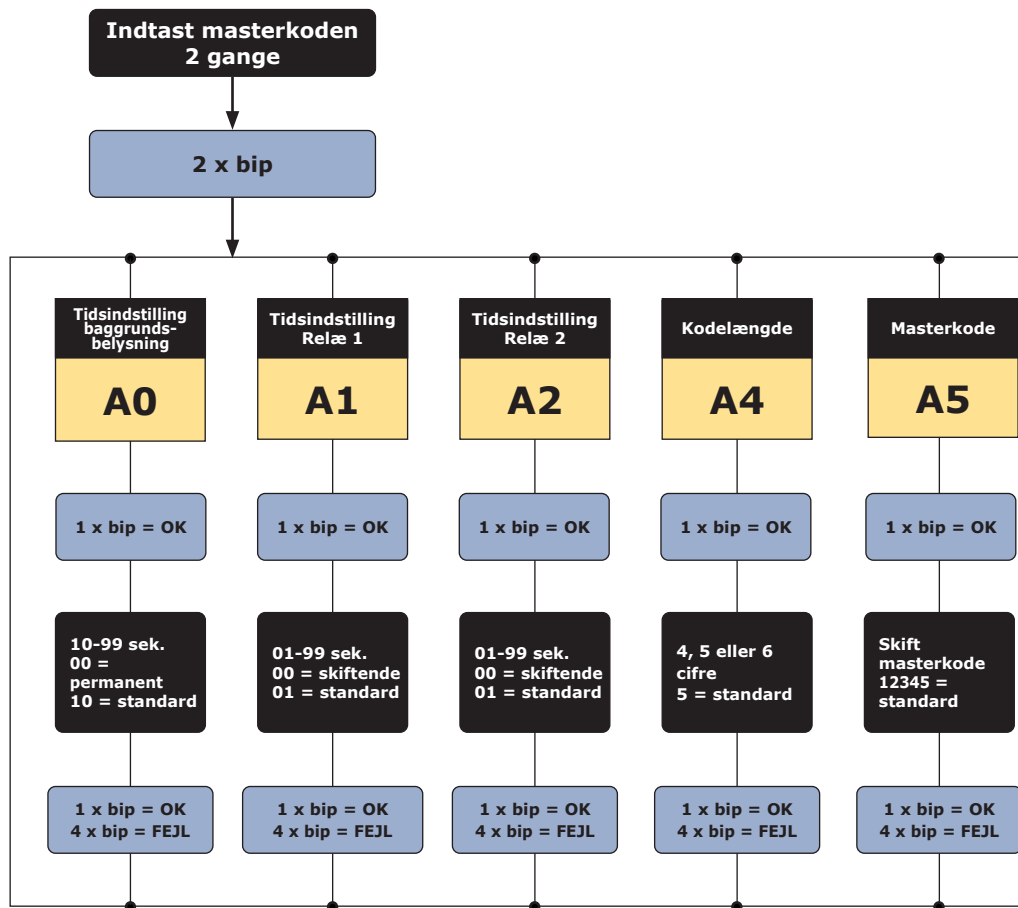 Indtast masterkoden
2 gange
2 x bip
Tidsindstilling
baggrunds-
belysning
A0
1 x bip = OK
10-99 sek.
00 =
permanent
10 = standard
1 x bip = OK
4 x bip = FEJL
Tidsindstilling
Relæ 1
A1
1 x bip = OK
01-99 sek.
00 = skiftende
01 = standard
1 x bip = OK
4 x bip = FEJL
Tidsindstilling
Relæ 2
A2
1 x bip = OK
01-99 sek.
00 = skiftende
01 = standard
1 x bip = OK
4 x bip = FEJL
Kodelængde
A4
1 x bip = OK
4, 5 eller 6
cifre
5 = standard
1 x bip = OK
4 x bip = FEJL
Masterkode
A5
1 x bip = OK
Skift
masterkode
12345 =
standard
1 x bip = OK
4 x bip = FEJL